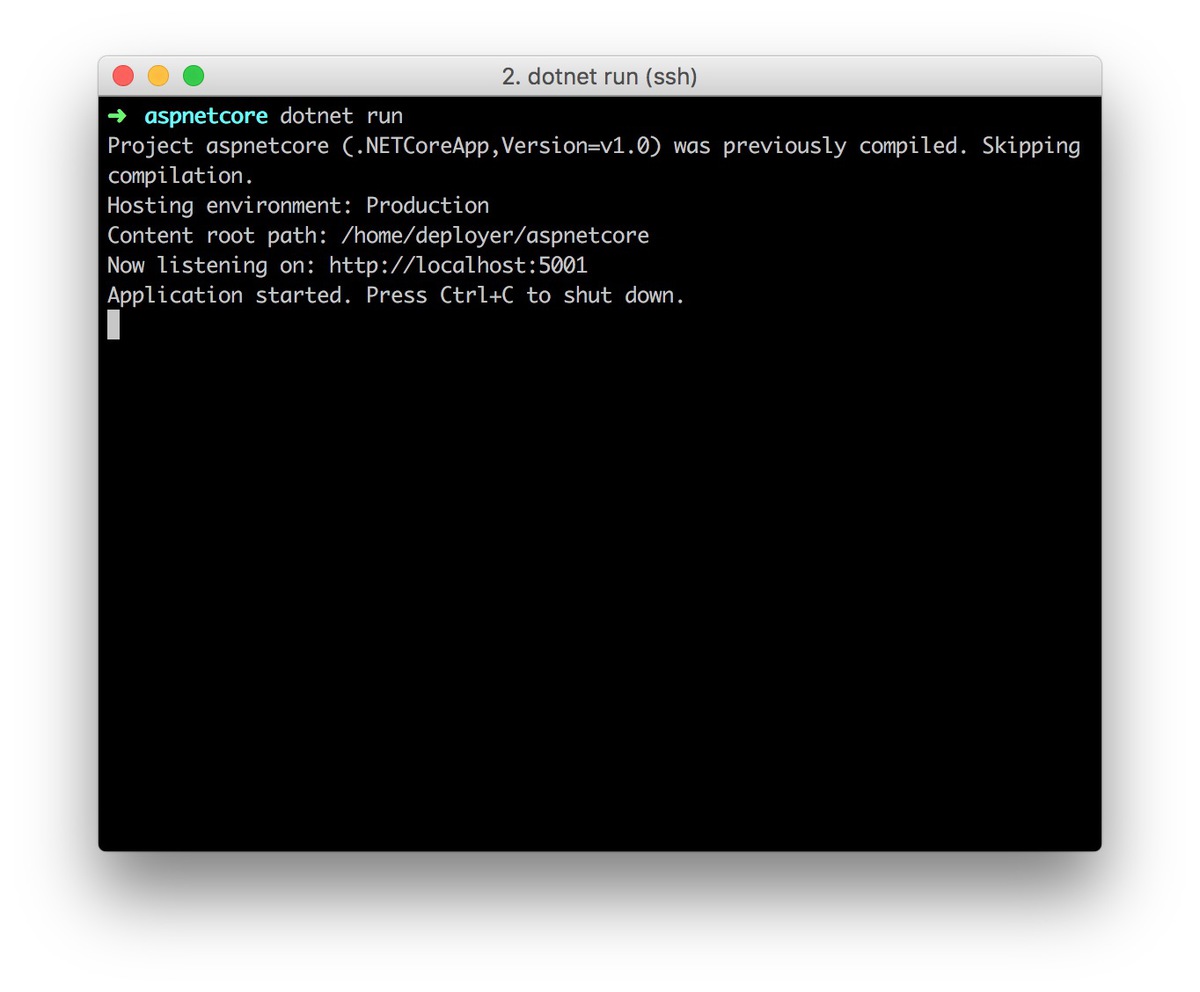 2. dotnet run (ssh)
➜ aspnetcore dotnet run
Project aspnetcore (.NETCoreApp,Version=v1.0) was previously compiled. Skipping
compilation.
Hosting environment: Production
Content root path: /home/deployer/aspnetcore
Now listening on: http://localhost:5001
Application started. Press Ctrl+C to shut down.